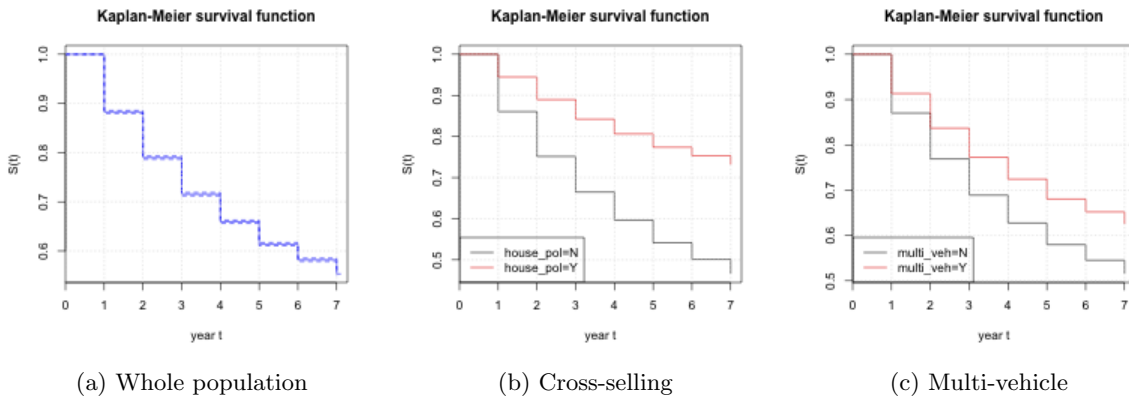 Kaplan-Meier survival function
S(t)
1.0
0.9
0.8
0.7
0.6
0 1 2 3 4 5 6 7
year t
(a) Whole population
Kaplan-Meier survival function
S(t)
1.0
0.9
0.8
0.7
0.6
0.5
house_pol=N
house_pol=Y
0 1 2 3 4 5 6 7
year t
(b) Cross-selling
Kaplan-Meier survival function
S(t)
1.0
0.9
0.8
0.7
0.6
0.5
multi_veh=N
multi_veh=Y
0 1 2 3 4 5 6 7
year t
(c) Multi-vehicle